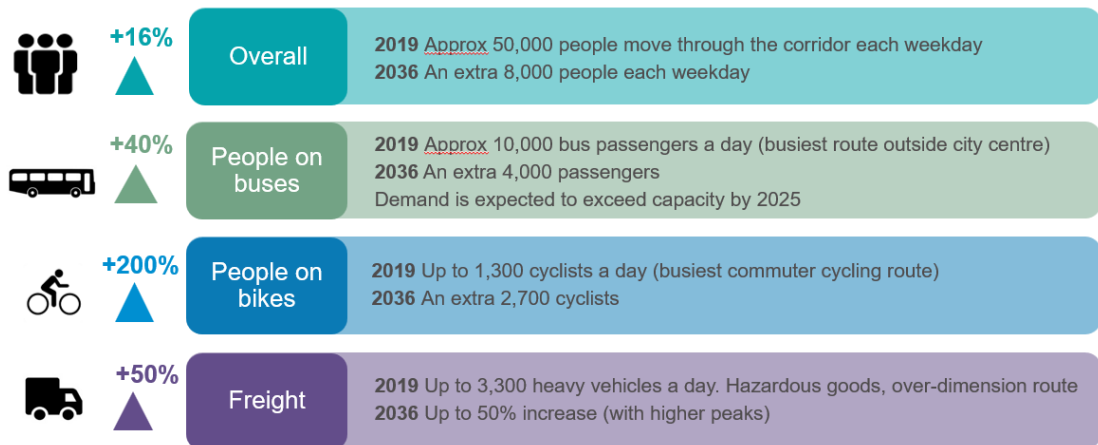 +16%
Overall
2019 Approx 50,000 people move through the corridor each weekday
2036 An extra 8,000 people each weekday
+40%
People on
buses
2019 Approx 10,000 bus passengers a day (busiest route outside city centre)
2036 An extra 4,000 passengers
Demand is expected to exceed capacity by 2025
+200%
People on
bikes
2019 Up to 1,300 cyclists a day (busiest commuter cycling route)
2036 An extra 2,700 cyclists
+50%
Freight
2019 Up to 3,300 heavy vehicles a day. Hazardous goods, over-dimension route
2036 Up to 50% increase (with higher peaks)